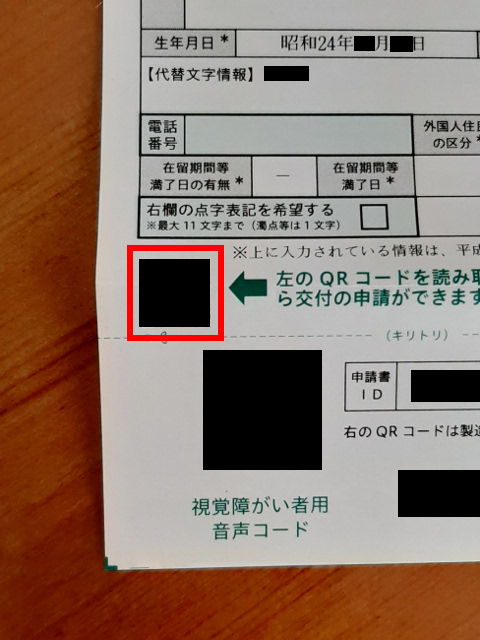 生年月日* 昭和24年 月 日
【代替文字情報】
電話番号
外国人住
の区分*
在留期間等満了日の有無* — 在留期間等満了日*
右欄の点字表記を希望する
※最大11文字まで（濁点等は1文字）
※上に入力されている情報は、平成
左のQRコードを読み取
ら交付の申請ができます
（キリトリ）
申請書ID
右のQRコードは製造
視覚障がい者用
音声コード